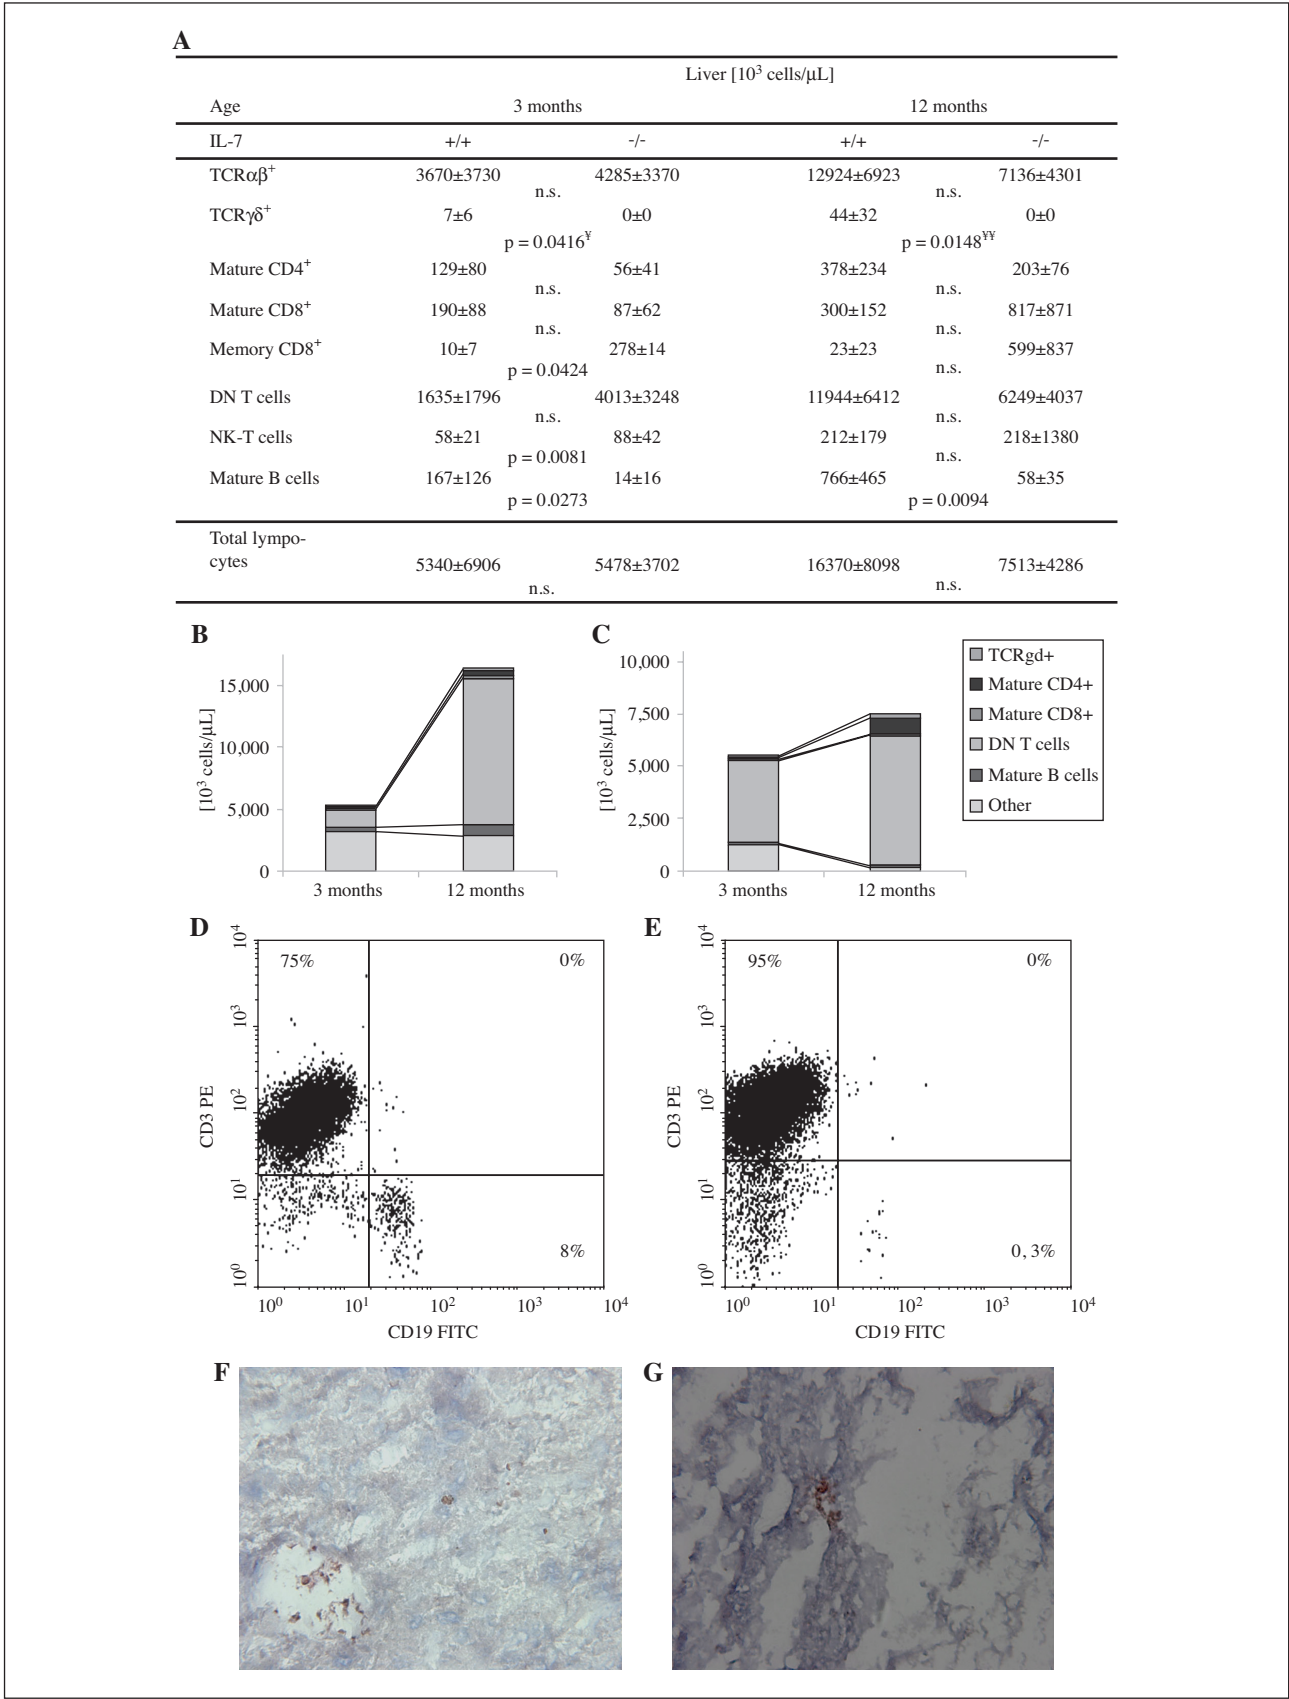 A
Liver [10³ cells/μL]
Age 3 months 12 months
IL-7 +/+ -/- +/+ -/-
TCRαβ⁺ 3670±3730 4285±3370 12924±6923 7136±4301
n.s. n.s.
TCRγδ⁺ 7±6 0±0 44±32 0±0
p = 0.0416¥ p = 0.0148¥¥
Mature CD4⁺ 129±80 56±41 378±234 203±76
n.s. n.s.
Mature CD8⁺ 190±88 87±62 300±152 817±871
n.s. n.s.
Memory CD8⁺ 10±7 278±14 23±23 599±837
p = 0.0424 n.s.
DN T cells 1635±1796 4013±3248 11944±6412 6249±4037
n.s. n.s.
NK-T cells 58±21 88±42 212±179 218±1380
p = 0.0081 n.s.
Mature B cells 167±126 14±16 766±465 58±35
p = 0.0273 p = 0.0094
Total lympo-
cytes 5340±6906 5478±3702 16370±8098 7513±4286
n.s. n.s.
B
[10³ cells/μL]
15,000
10,000
5,000
0
3 months 12 months
C
[10³ cells/μL]
10,000
7,500
5,000
2,500
0
3 months 12 months
TCRgd+
Mature CD4+
Mature CD8+
DN T cells
Mature B cells
Other
D
CD3 PE
10⁴
10³
10²
10¹
10⁰
75% 0%
8%
10⁰ 10¹ 10² 10³ 10⁴
CD19 FITC
E
CD3 PE
10⁴
10³
10²
10¹
10⁰
95% 0%
0, 3%
10⁰ 10¹ 10² 10³ 10⁴
CD19 FITC
F
G